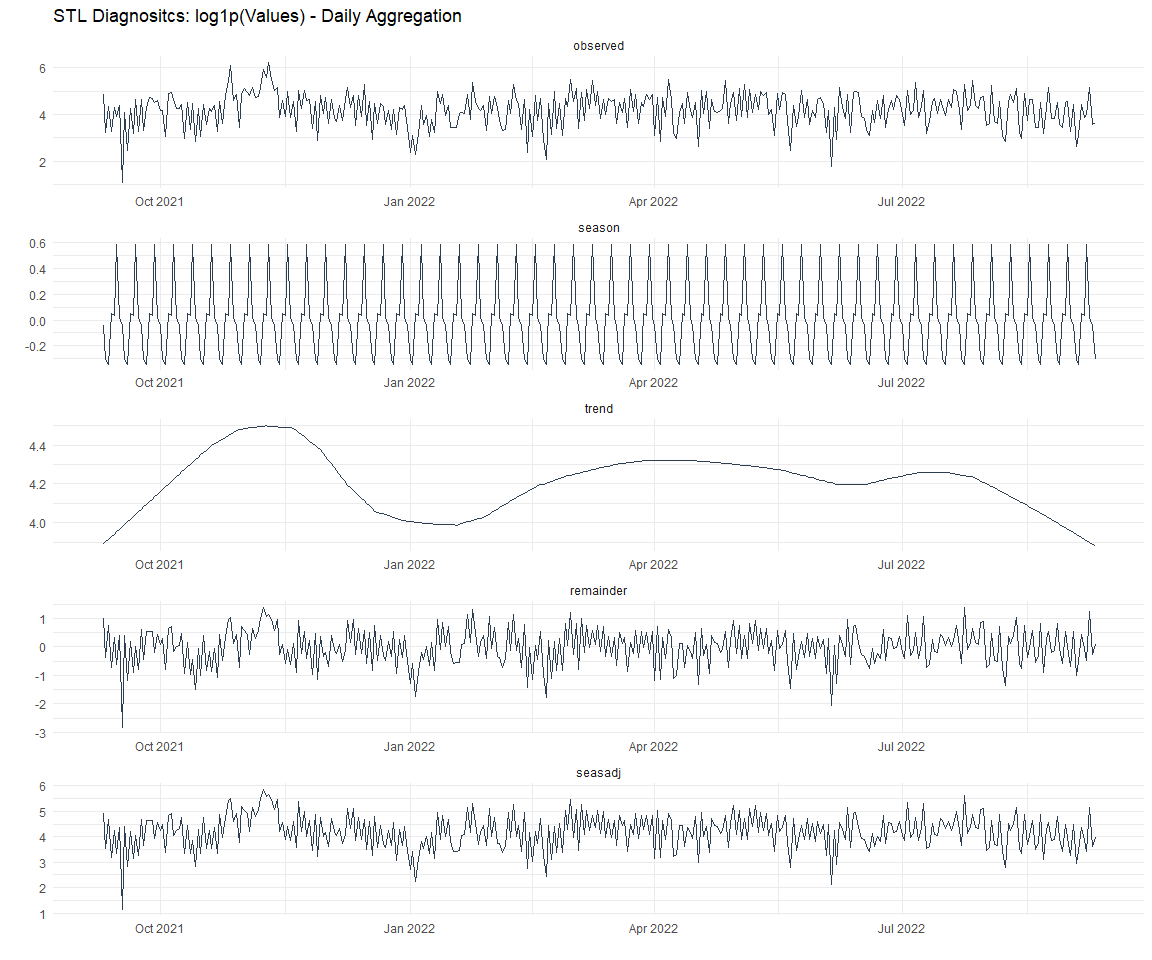 STL Diagnositcs: log1p(Values) - Daily Aggregation
observed
6
4
2
Oct 2021 Jan 2022 Apr 2022 Jul 2022
season
0.6
0.4
0.2
0.0
-0.2
Oct 2021 Jan 2022 Apr 2022 Jul 2022
trend
4.4
4.2
4.0
Oct 2021 Jan 2022 Apr 2022 Jul 2022
remainder
1
0
-1
-2
-3
Oct 2021 Jan 2022 Apr 2022 Jul 2022
seasadj
6
5
4
3
2
1
Oct 2021 Jan 2022 Apr 2022 Jul 2022